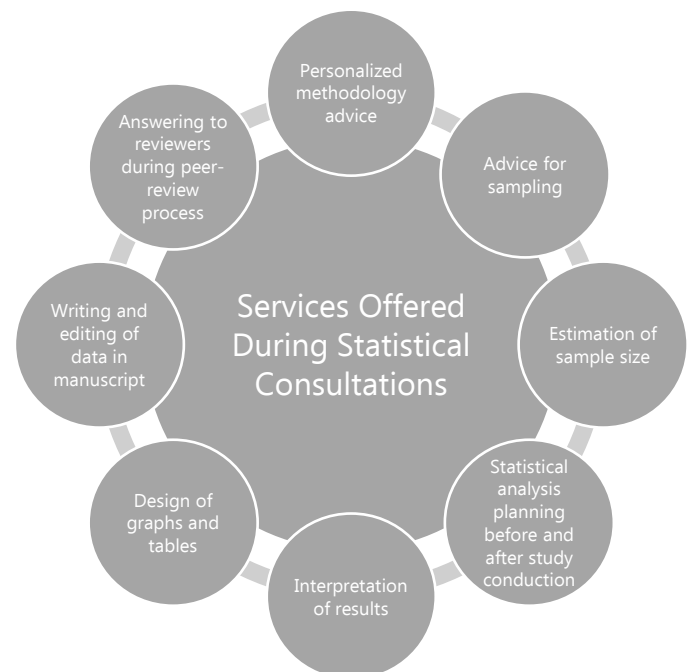 Personalized
methodology
advice
Advice for
sampling
Estimation of
sample size
Statistical
analysis
planning
before and
after study
conduction
Interpretation
of results
Design of
graphs and
tables
Writing and
editing of
data in
manuscript
Answering to
reviewers
during peer-
review
process
Services Offered
During Statistical
Consultations